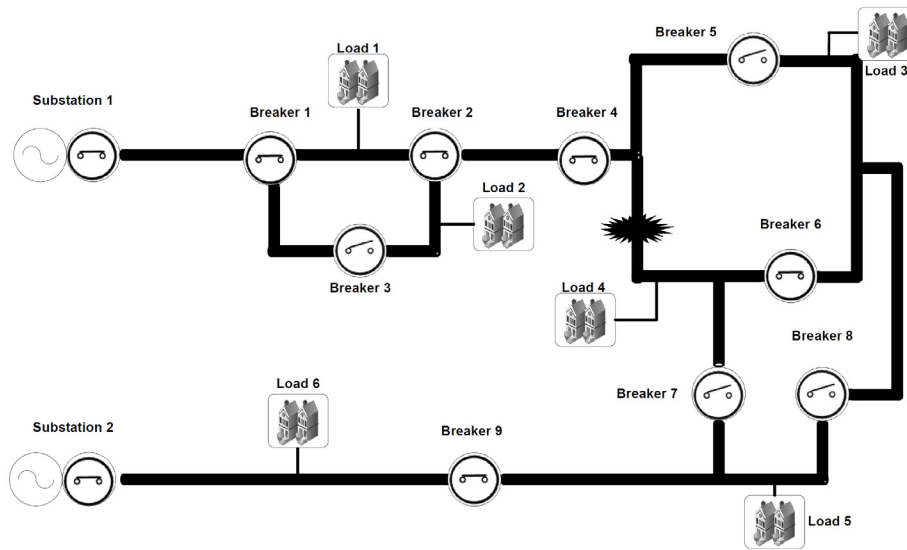 Breaker 5
Load 1
Load 3
Substation 1
Breaker 1
Breaker 2
Breaker 4
Load 2
Breaker 6
Breaker 3
Load 4
Breaker 8
Load 6
Breaker 7
Substation 2
Breaker 9
Load 5